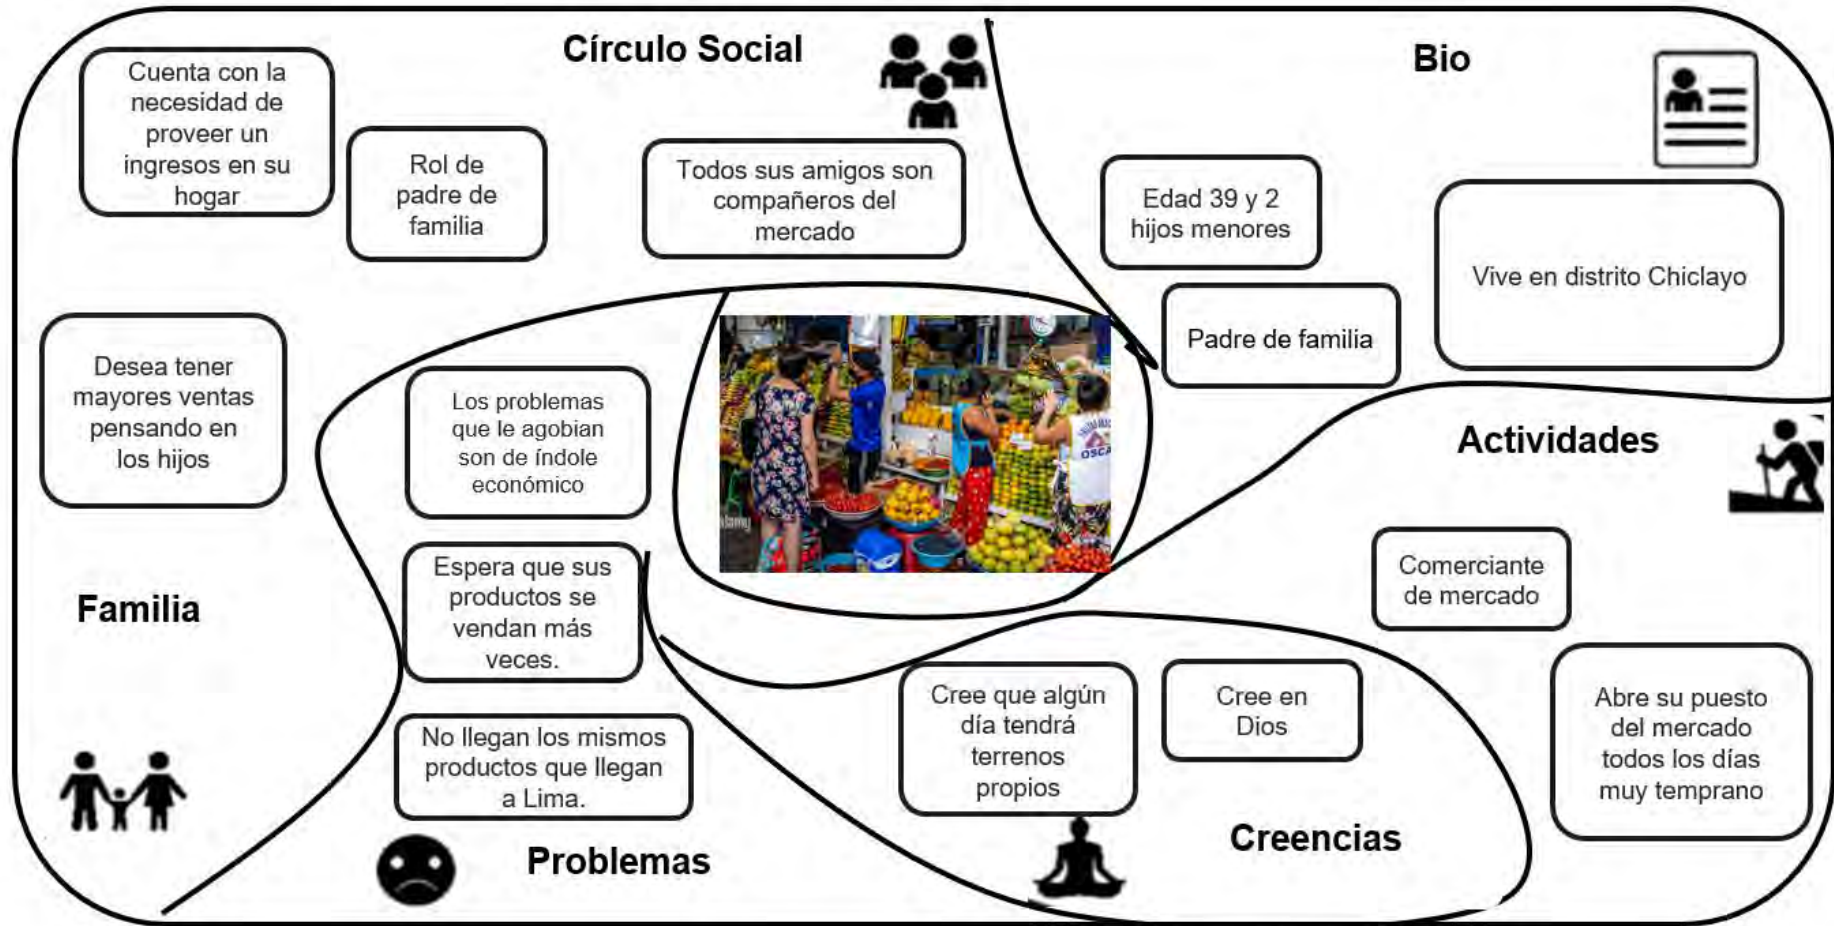 Círculo Social
Cuenta con la
necesidad de
proveer un
ingresos en su
hogar
Rol de
padre de
familia
Todos sus amigos son
compañeros del
mercado
Bio
Edad 39 y 2
hijos menores
Vive en distrito Chiclayo
Padre de familia
Desea tener
mayores ventas
pensando en
los hijos
Familia
Los problemas
que le agobian
son de índole
económico
Espera que sus
productos se
vendan más
veces.
No llegan los mismos
productos que llegan
a Lima.
Problemas
OSCA
alamy
Actividades
Comerciante
de mercado
Abre su puesto
del mercado
todos los días
muy temprano
Cree que algún
día tendrá
terrenos
propios
Cree en
Dios
Creencias